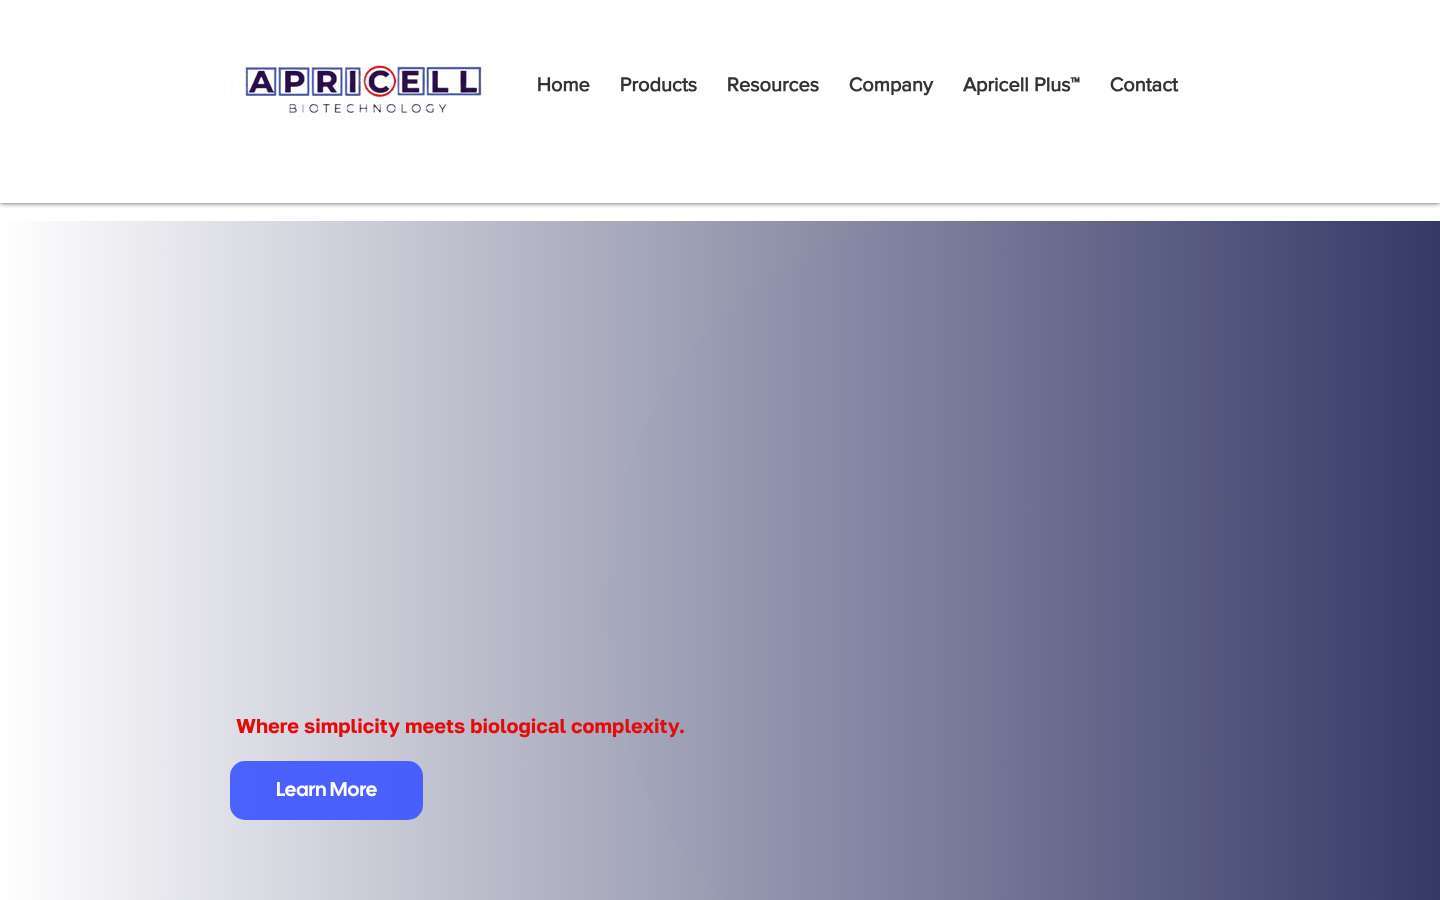 APRICELL
BIOTECHNOLOGY
Home Products Resources Company Apricell Plus™ Contact
Where simplicity meets biological complexity.
Learn More